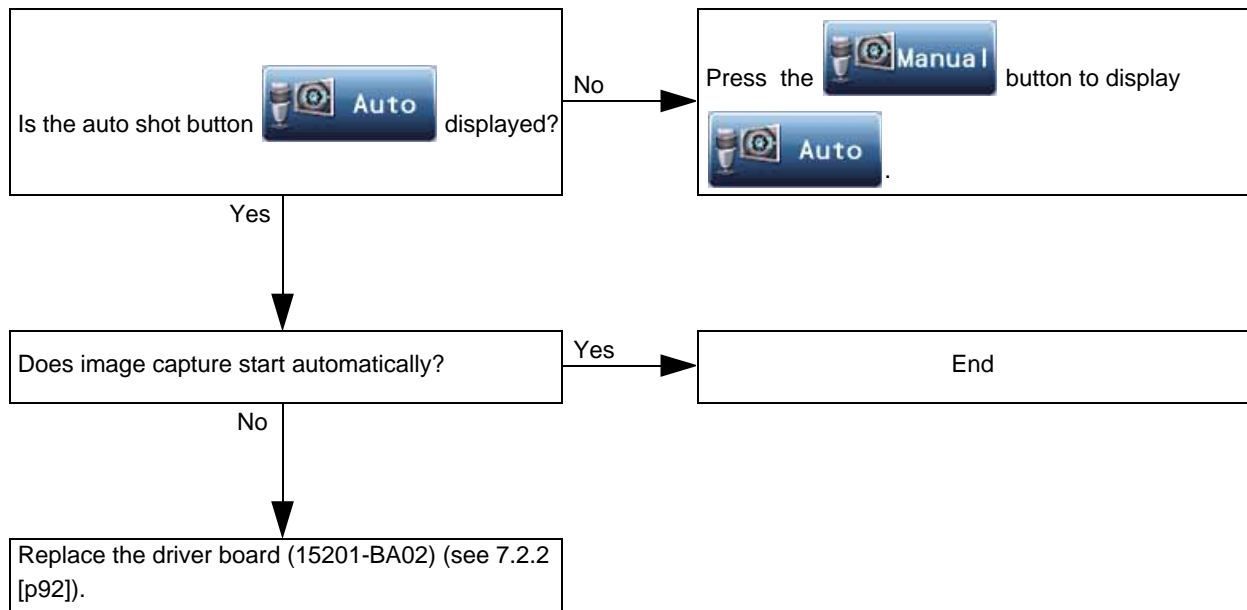 Is the auto shot button Auto displayed?
No
Press the Manual button to display
Auto .
Yes
Does image capture start automatically?
Yes
End
No
Replace the driver board (15201-BA02) (see 7.2.2
[p92]).